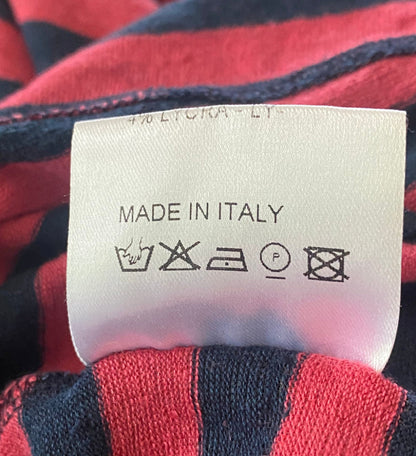 4% LYCRA - LY-
MADE IN ITALY
P